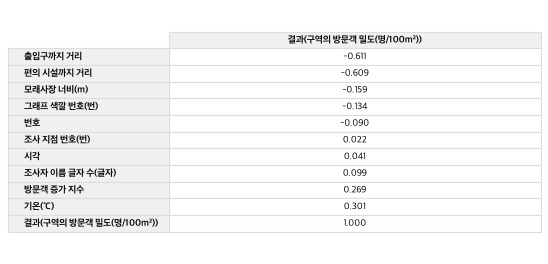 결과(구역의 방문객 밀도(명/100m²))
출입구까지 거리 -0.611
편의 시설까지 거리 -0.609
모래사장 너비(m) -0.159
그래프 색깔 번호(번) -0.134
번호 -0.090
조사 지점 번호(번) 0.022
시각 0.041
조사자 이름 글자 수(글자) 0.099
방문객 증가 지수 0.269
기온(℃) 0.301
결과(구역의 방문객 밀도(명/100m²)) 1.000